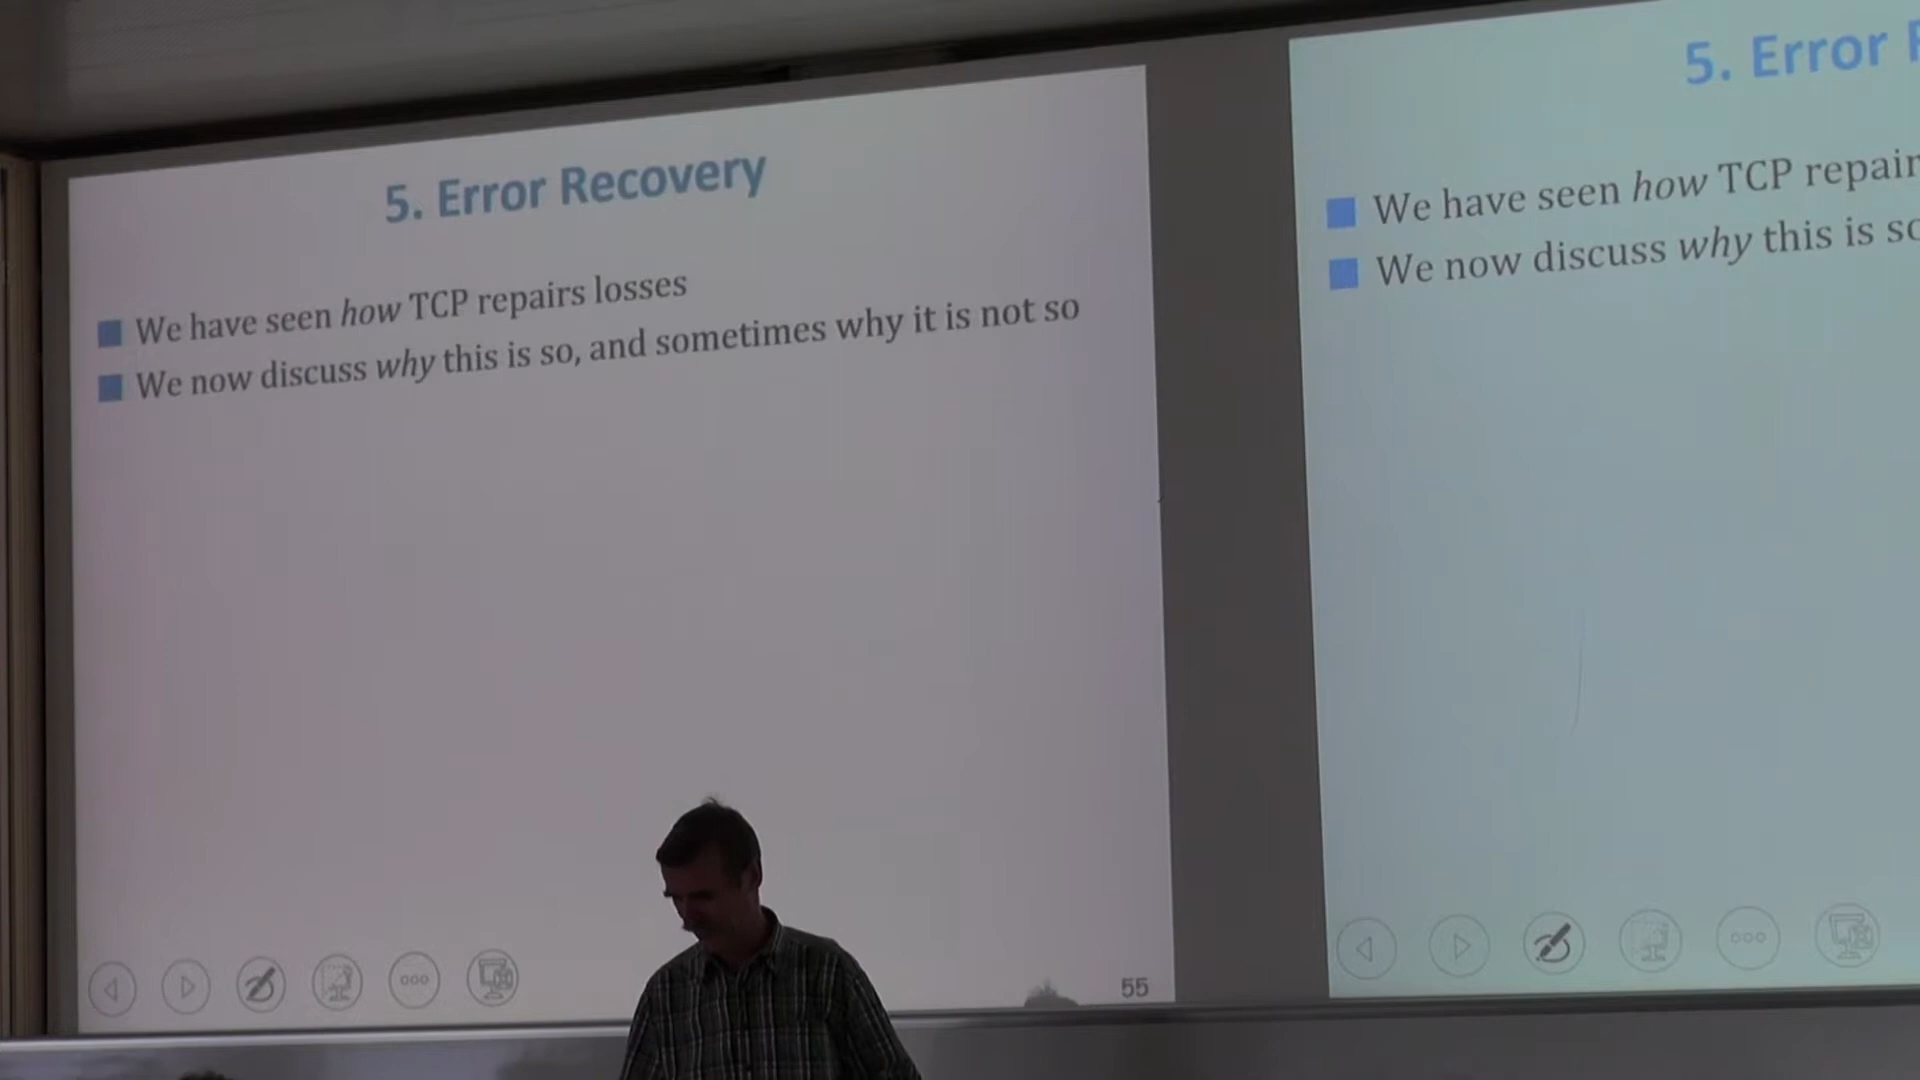 5. Error Recovery
We have seen how TCP repairs losses
We now discuss why this is so, and sometimes why it is not so
55
5. Error
We have seen how TCP repair
We now discuss why this is so